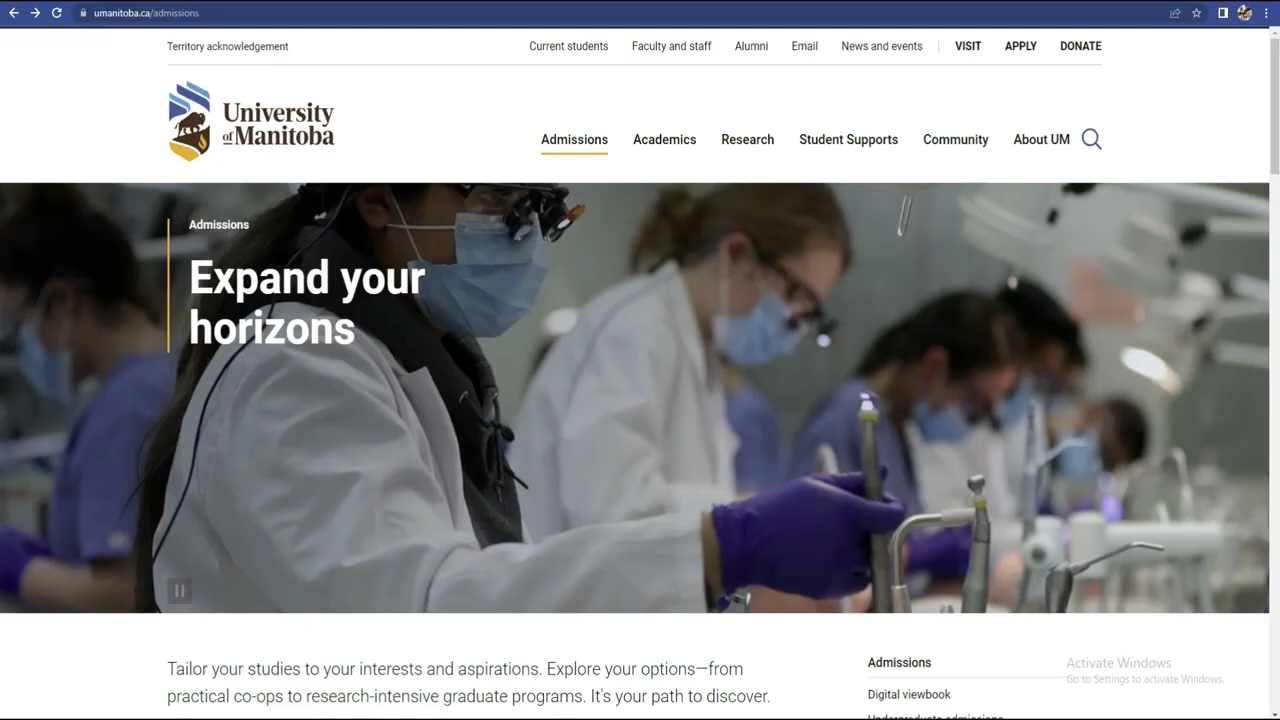 umanitoba.ca/admissions
Territory acknowledgement
Current students
Faculty and staff
Alumni
Email
News and events
VISIT
APPLY
DONATE
University
of Manitoba
Admissions
Academics
Research
Student Supports
Community
About UM
Admissions
Expand your
horizons
Tailor your studies to your interests and aspirations. Explore your options—from
practical co-ops to research-intensive graduate programs. It's your path to discover.
Admissions
Digital viewbook
Undergraduate admissions
Activate Windows
Go to Settings to activate Windows.